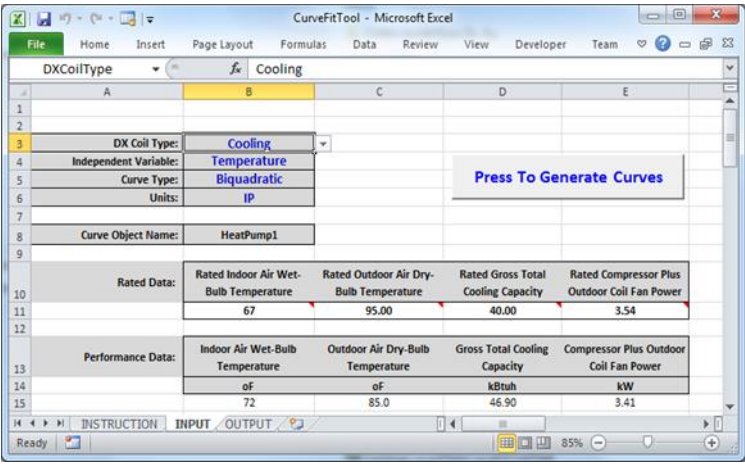 CurveFitTool - Microsoft Excel
File Home Insert Page Layout Formulas Data Review View Developer Team
DXCoilType fx Cooling
A B C D E
1
2
3 DX Coil Type: Cooling
4 Independent Variable: Temperature
5 Curve Type: Biquadratic
6 Units: IP
Press To Generate Curves
7
8 Curve Object Name: HeatPump1
9
10 Rated Data: Rated Indoor Air Wet-Bulb Temperature Rated Outdoor Air Dry-Bulb Temperature Rated Gross Total Cooling Capacity Rated Compressor Plus Outdoor Coil Fan Power
11 67 95.00 40.00 3.54
12
13 Performance Data: Indoor Air Wet-Bulb Temperature Outdoor Air Dry-Bulb Temperature Gross Total Cooling Capacity Compressor Plus Outdoor Coil Fan Power
14 oF oF kBtuh kW
15 72 85.0 46.90 3.41
INSTRUCTION INPUT OUTPUT
Ready 85%